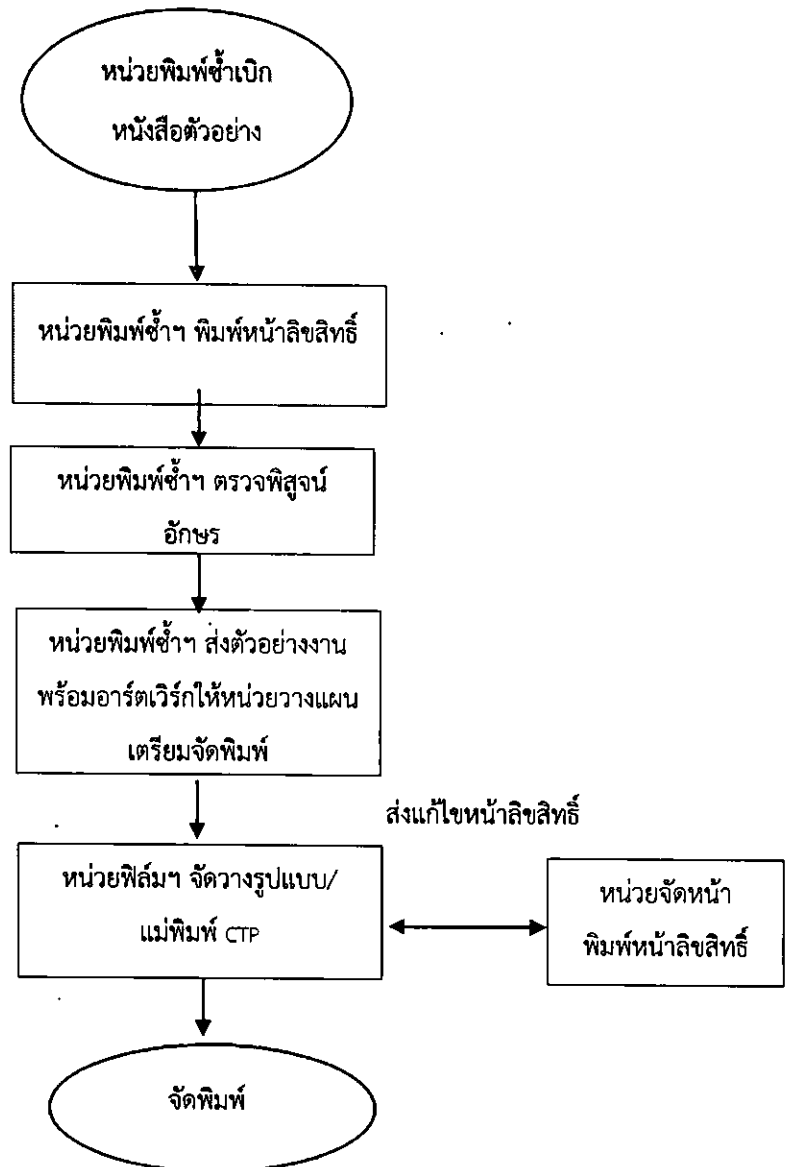 หน่วยพิมพ์ซ้ำเบิก
หนังสือตัวอย่าง
หน่วยพิมพ์ซ้ำฯ พิมพ์หน้าลิขสิทธิ์
หน่วยพิมพ์ซ้ำฯ ตรวจพิสูจน์
อักษร
หน่วยพิมพ์ซ้ำฯ ส่งตัวอย่างงาน
พร้อมอาร์ตเวิร์กให้หน่วยวางแผน
เตรียมจัดพิมพ์
ส่งแก้ไขหน้าลิขสิทธิ์
หน่วยฟิล์มฯ จัดวางรูปแบบ/
แม่พิมพ์ CTP
หน่วยจัดหน้า
พิมพ์หน้าลิขสิทธิ์
จัดพิมพ์